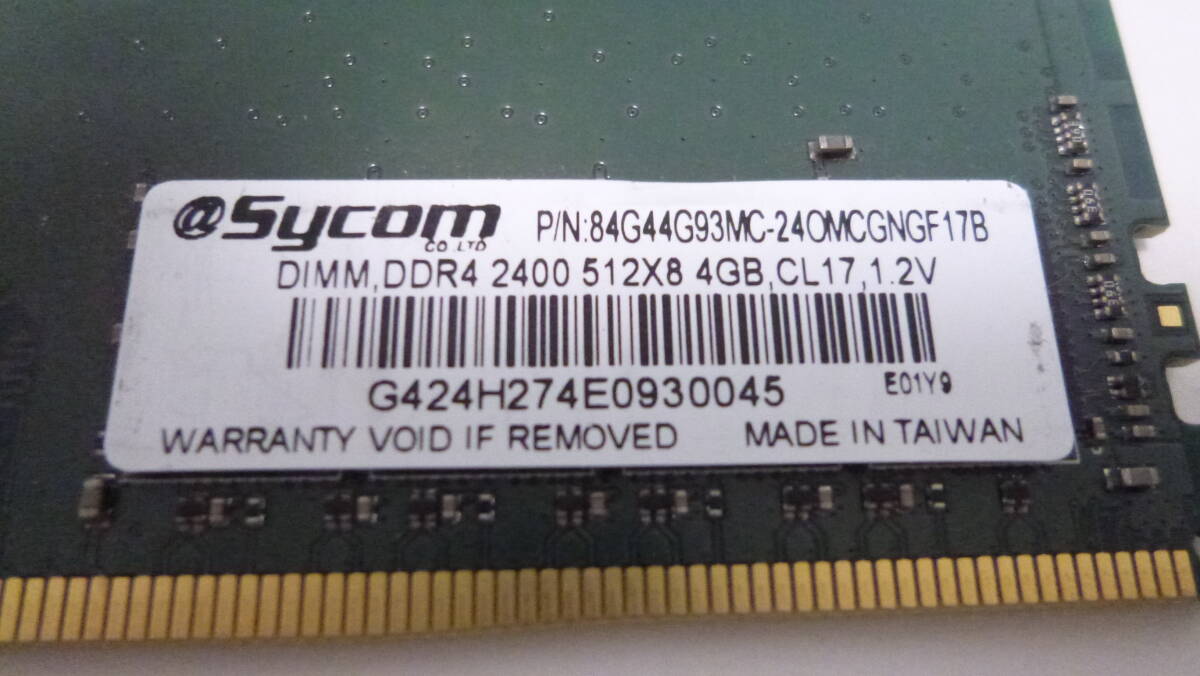 @Sycom CO.,LTD P/N:84G44G93MC-24OMCGNGF17B
DIMM,DDR4 2400 512X8 4GB,CL17,1.2V
G424H274E0930045 E01Y9
WARRANTY VOID IF REMOVED MADE IN TAIWAN